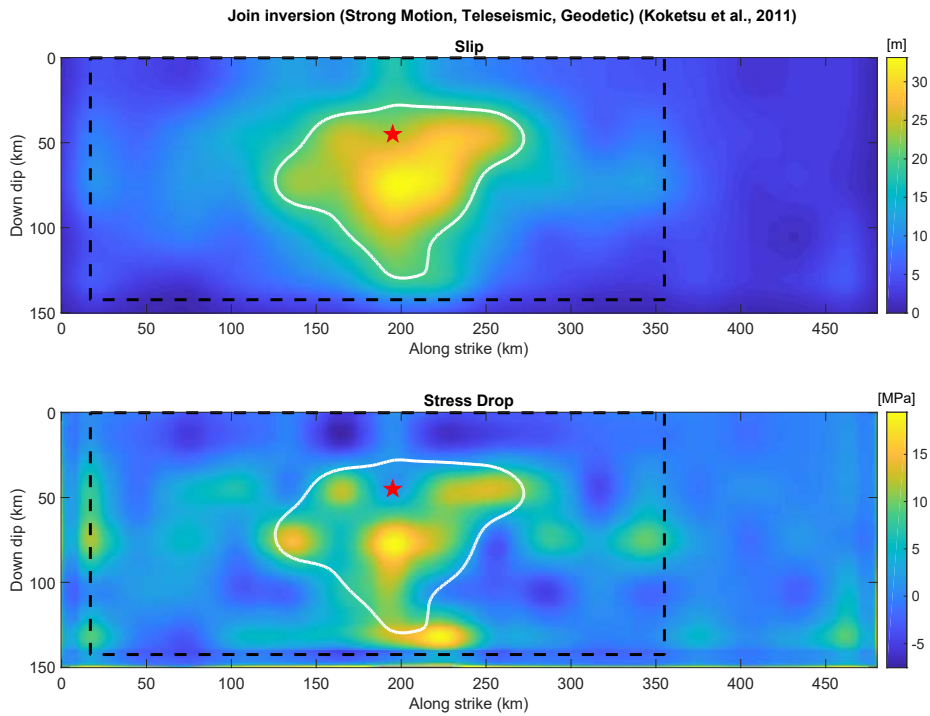 Join inversion (Strong Motion, Teleseismic, Geodetic) (Koketsu et al., 2011)
Slip
[m]
0
50
100
150
Down dip (km)
0 50 100 150 200 250 300 350 400 450
Along strike (km)
30
25
20
15
10
5
0
Stress Drop
[MPa]
0
50
100
150
Down dip (km)
0 50 100 150 200 250 300 350 400 450
Along strike (km)
15
10
5
0
-5